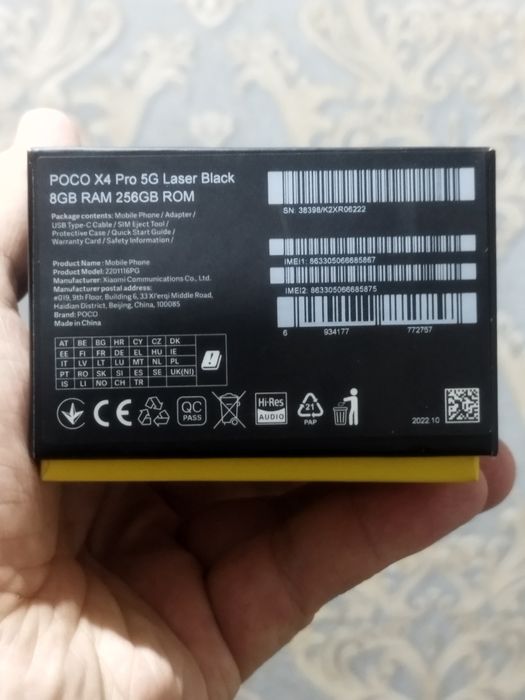 POCO X4 Pro 5G Laser Black
8GB RAM 256GB ROM
Package contents: Mobile Phone / Adapter /
USB Type-C Cable / SIM Eject Tool /
Protective Case / Quick Start Guide /
Warranty Card / Safety Information /
Product Name: Mobile Phone
Product Model: 2201116PG
Manufacturer: Xiaomi Communications Co., Ltd.
Manufacturer postal address:
#019, 9th Floor, Building 6, 33 Xi'erqi Middle Road,
Haidian District, Beijing, China, 100085
Brand: POCO
Made in China
SN: 38398/K2XR06222
IMEI1: 863305066685867
IMEI2: 863305066685875
6 934177 772757
AT BE BG HR CY CZ DK
EE FI FR DE EL HU IE
IT LV LT LU MT NL PL
PT RO SK SI ES SE UK(NI)
IS LI NO CH TR
CE
QC
PASS
Hi-Res
AUDIO
21
PAP
2022.10